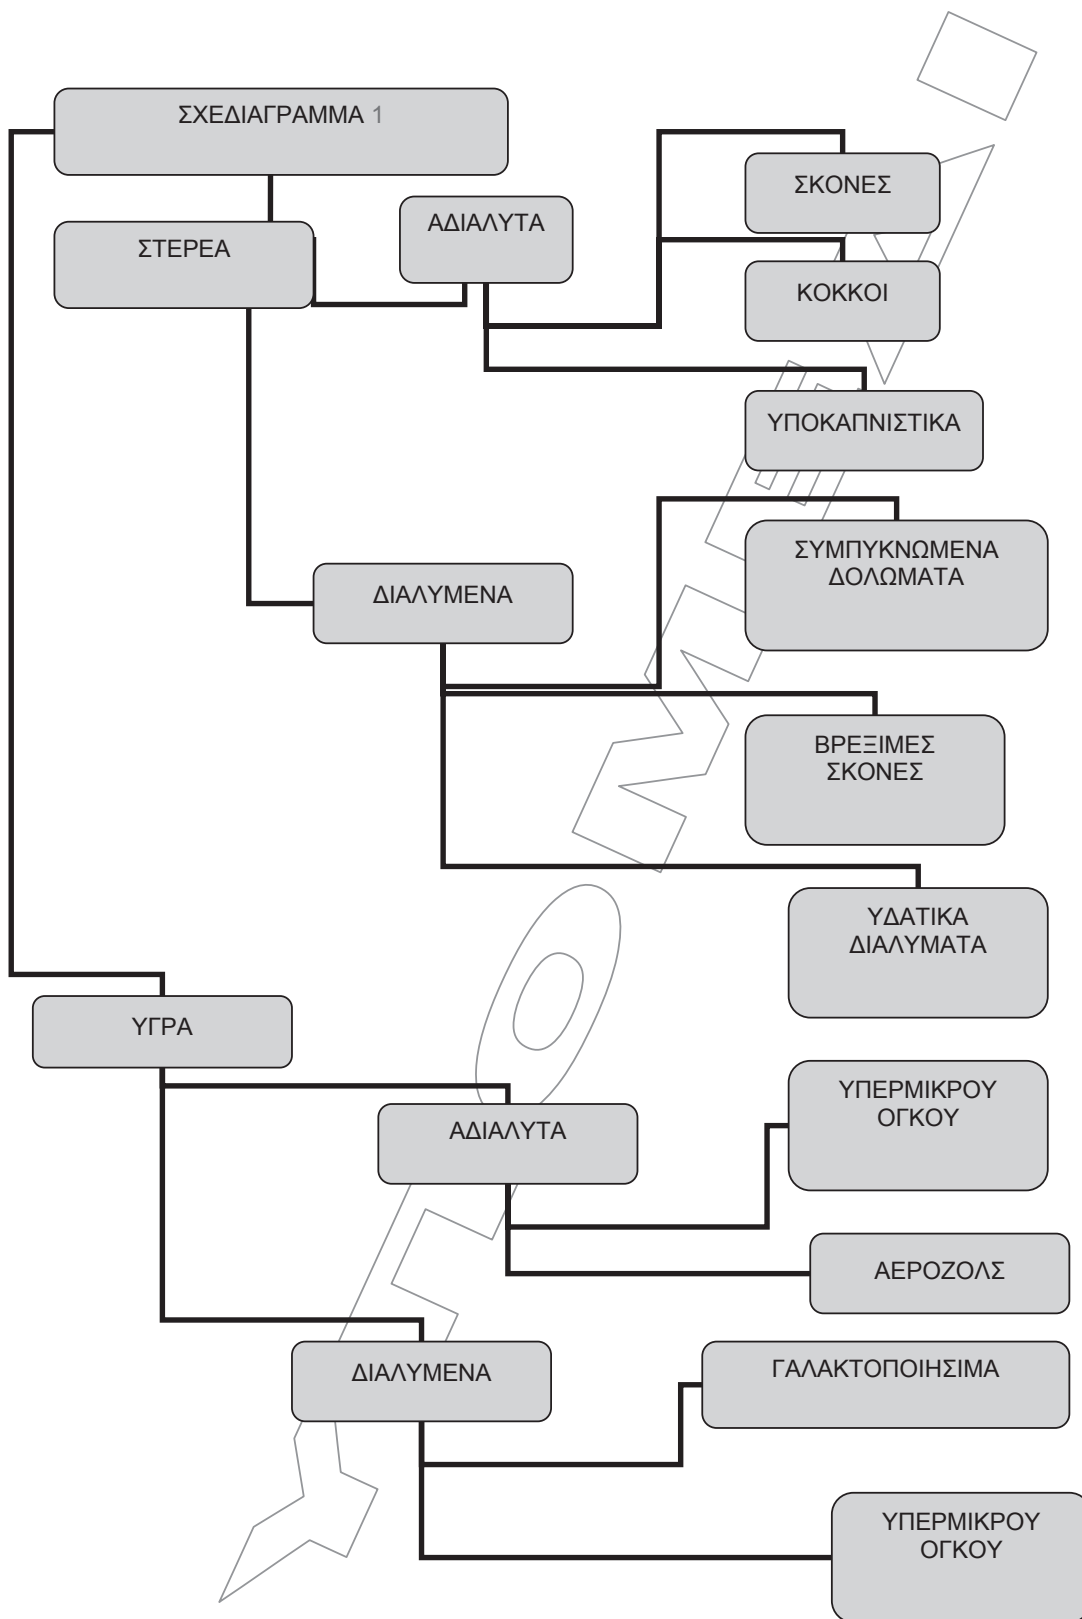 ΣΧΕΔΙΑΓΡΑΜΜΑ 1
ΣΚΟΝΕΣ
ΑΔΙΑΛΥΤΑ
ΣΤΕΡΕΑ
ΚΟΚΚΟΙ
ΥΠΟΚΑΠΝΙΣΤΙΚΑ
ΣΥΜΠΥΚΝΩΜΕΝΑ
ΔΟΛΩΜΑΤΑ
ΔΙΑΛΥΜΕΝΑ
ΒΡΕΞΙΜΕΣ
ΣΚΟΝΕΣ
ΥΔΑΤΙΚΑ
ΔΙΑΛΥΜΑΤΑ
ΥΓΡΑ
ΥΠΕΡΜΙΚΡΟΥ
ΟΓΚΟΥ
ΑΔΙΑΛΥΤΑ
ΑΕΡΟΖΟΛΣ
ΔΙΑΛΥΜΕΝΑ
ΓΑΛΑΚΤΟΠΟΙΗΣΙΜΑ
ΥΠΕΡΜΙΚΡΟΥ
ΟΓΚΟΥ